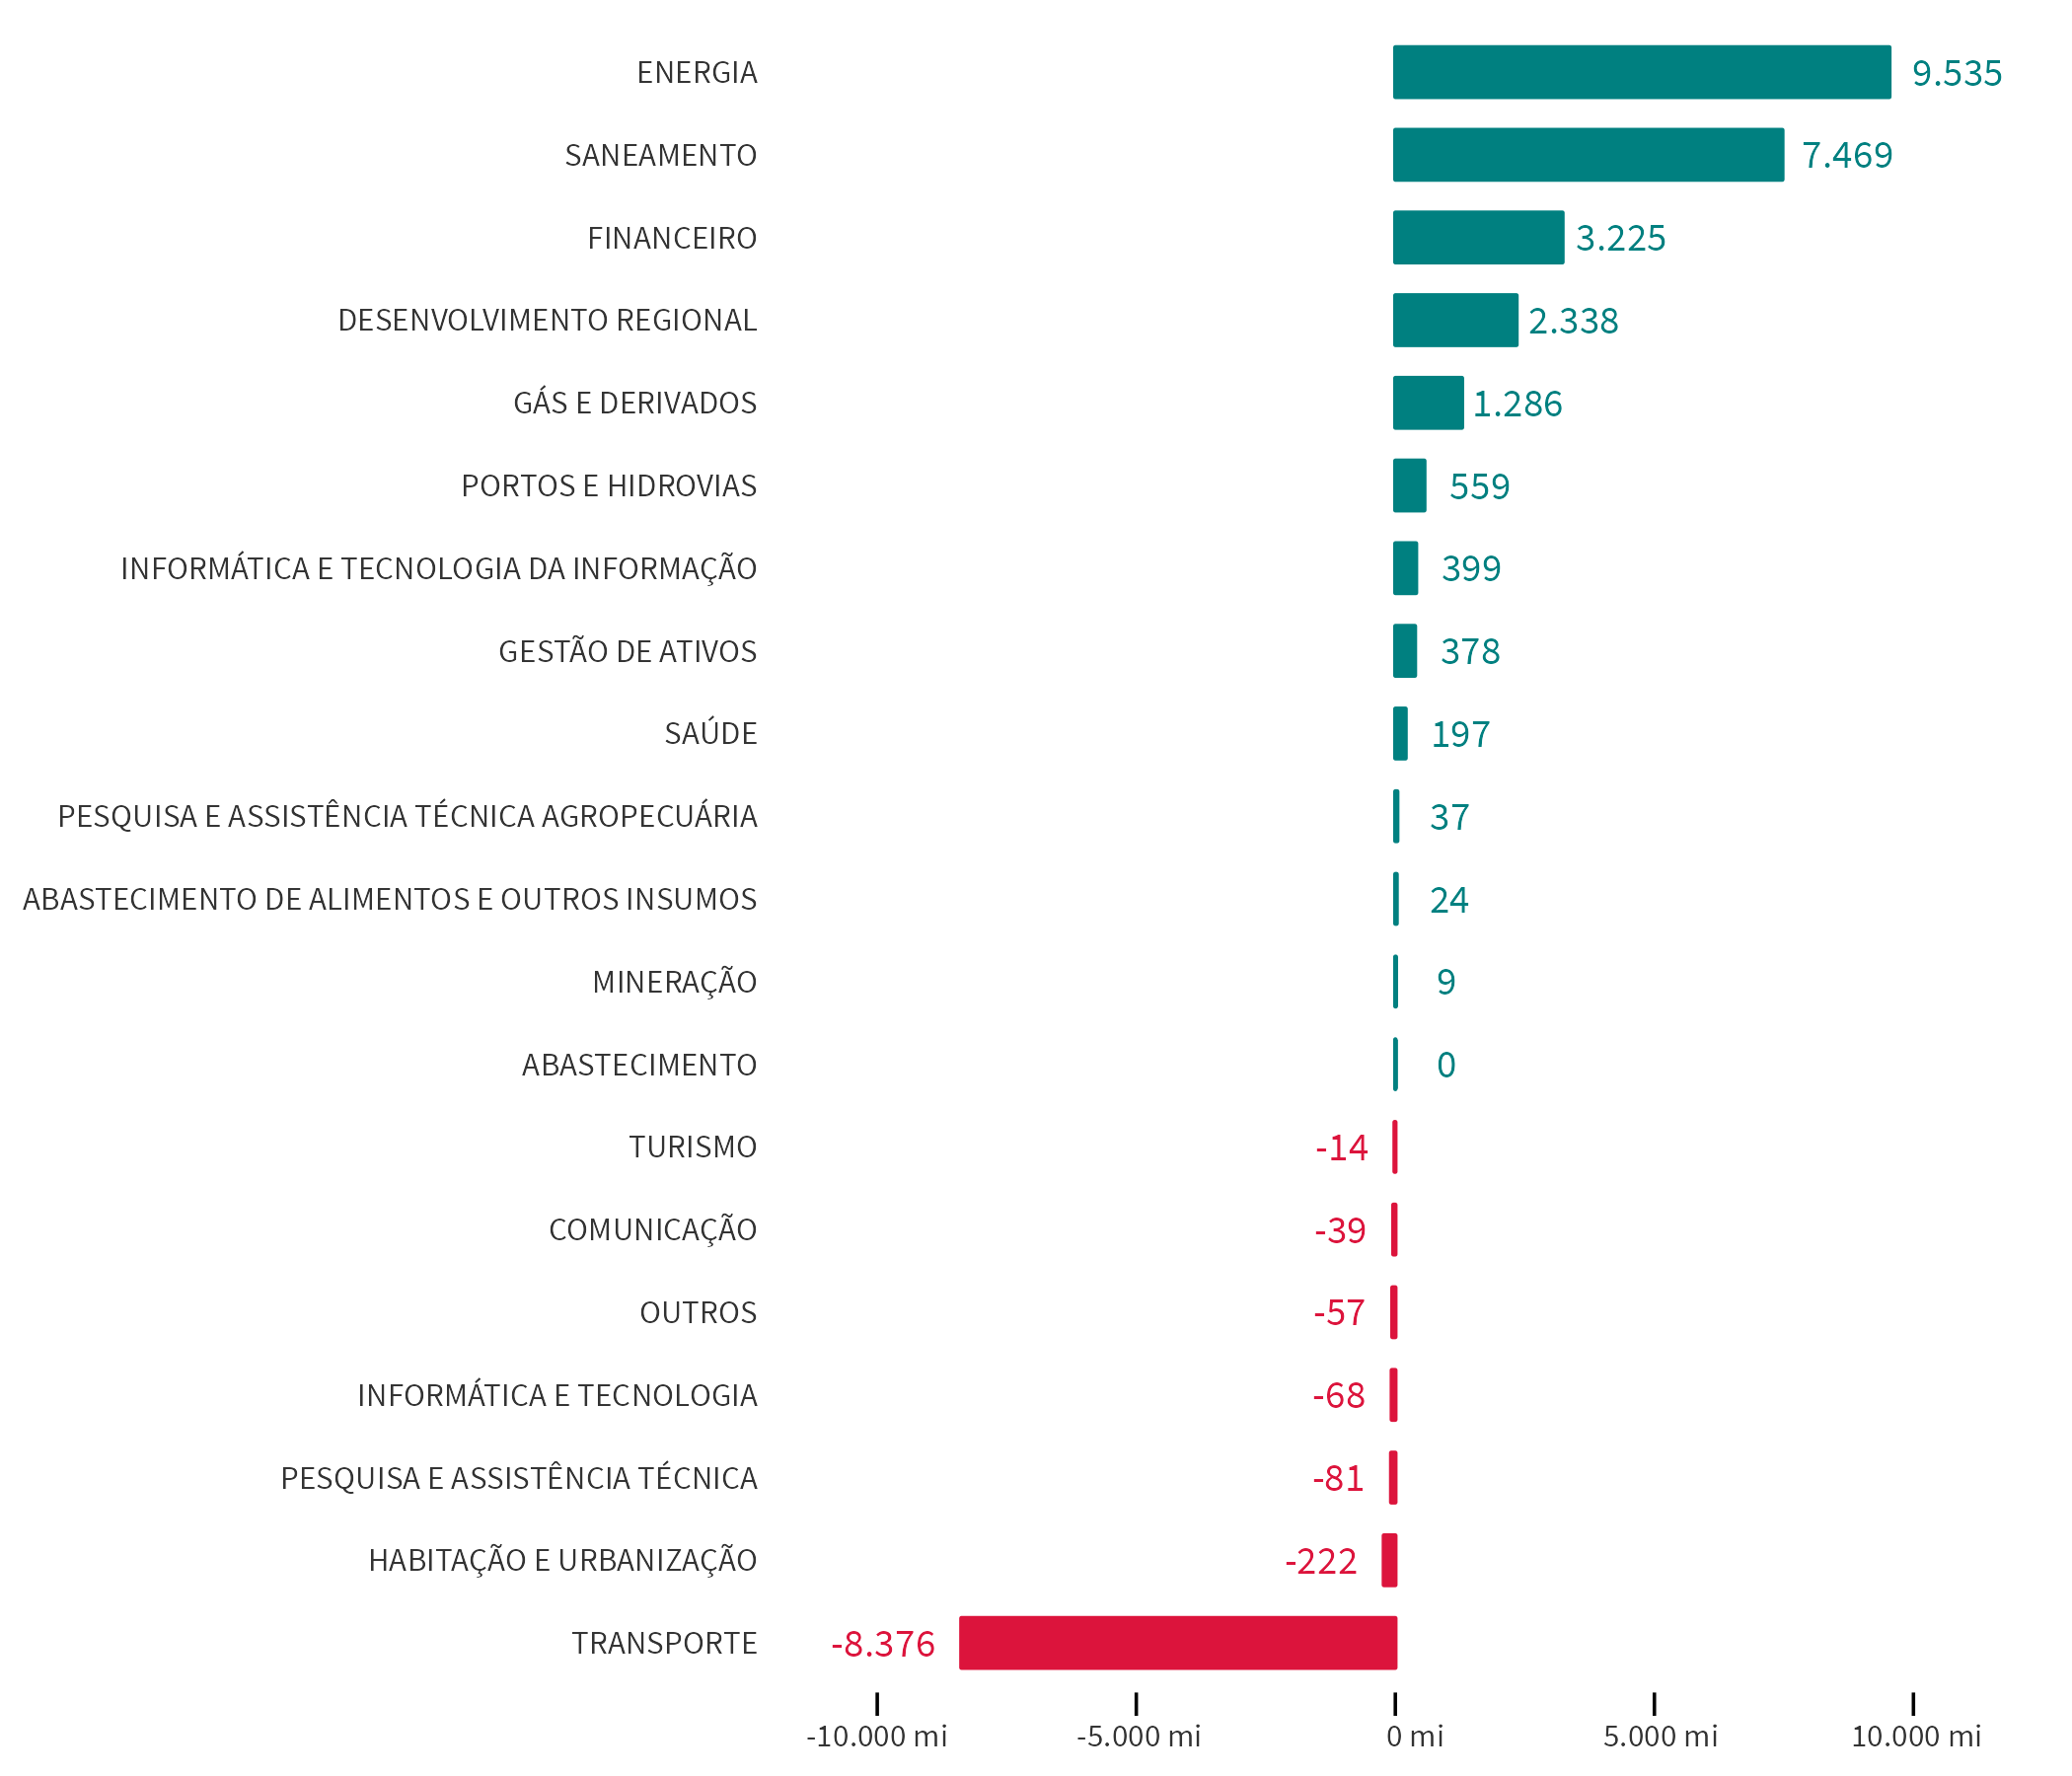 ENERGIA 9.535
SANEAMENTO 7.469
FINANCEIRO 3.225
DESENVOLVIMENTO REGIONAL 2.338
GÁS E DERIVADOS 1.286
PORTOS E HIDROVIAS 559
INFORMÁTICA E TECNOLOGIA DA INFORMAÇÃO 399
GESTÃO DE ATIVOS 378
SAÚDE 197
PESQUISA E ASSISTÊNCIA TÉCNICA AGROPECUÁRIA 37
ABASTECIMENTO DE ALIMENTOS E OUTROS INSUMOS 24
MINERAÇÃO 9
ABASTECIMENTO 0
TURISMO -14
COMUNICAÇÃO -39
OUTROS -57
INFORMÁTICA E TECNOLOGIA -68
PESQUISA E ASSISTÊNCIA TÉCNICA -81
HABITAÇÃO E URBANIZAÇÃO -222
TRANSPORTE -8.376
-10.000 mi -5.000 mi 0 mi 5.000 mi 10.000 mi